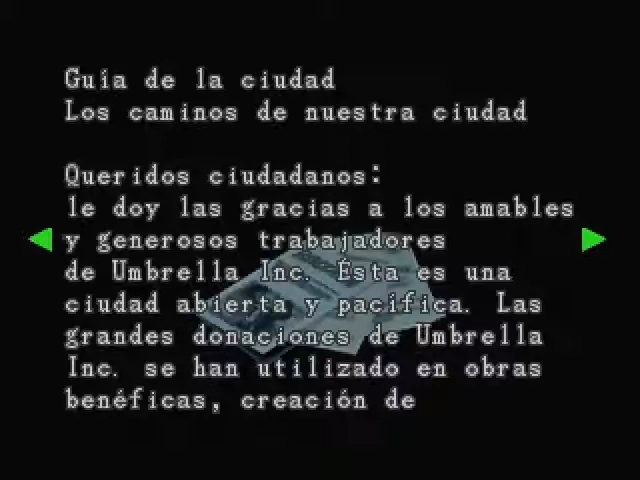 Guía de la ciudad
Los caminos de nuestra ciudad
Queridos ciudadanos:
le doy las gracias a los amables
y generosos trabajadores
de Umbrella Inc. Ésta es una
ciudad abierta y pacífica. Las
grandes donaciones de Umbrella
Inc. se han utilizado en obras
benéficas, creación de